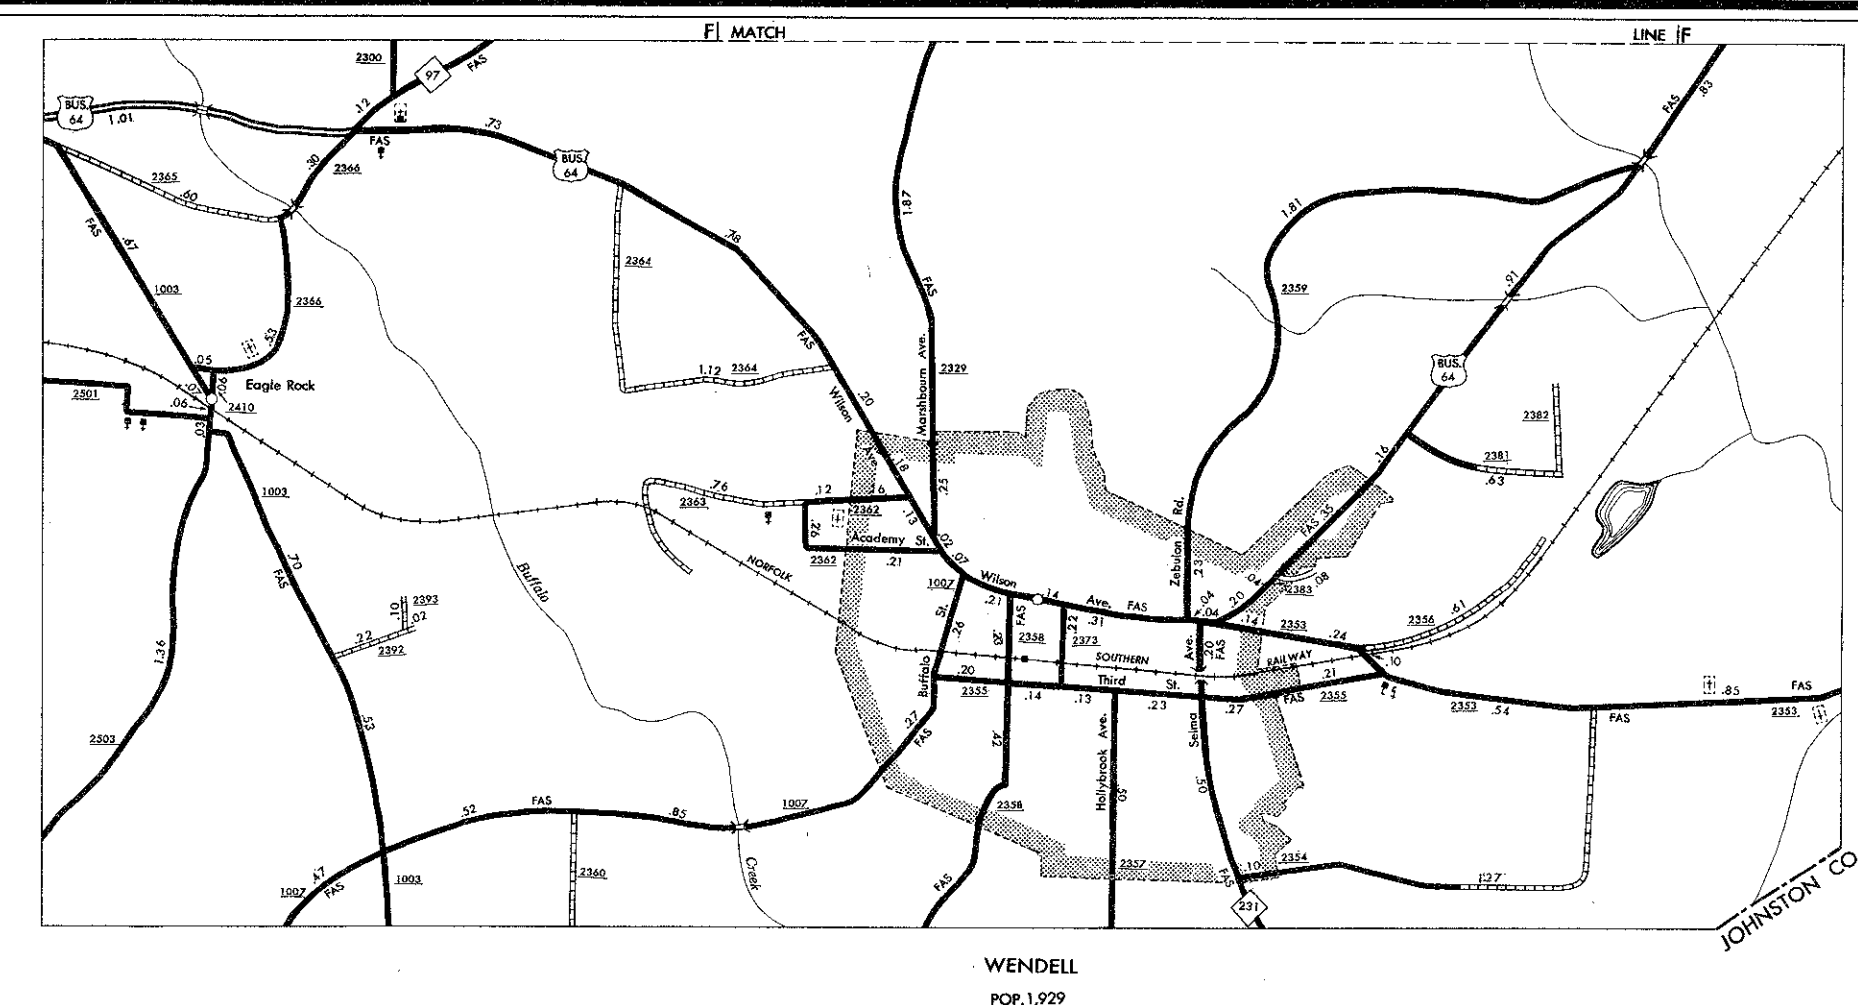 F MATCH
LINE F
2300
97
FAS
BUS. 64
1.01
.12
FAS
.73
BUS. 64
.30
2366
2365
.60
FAS
.67
1003
2366
.53
.05
.06
Eagle Rock
2501
.06
2410
.03
1003
.70
FAS
.10
2393
.02
.22
2392
1.36
2503
.53
1003
.47
FAS
1007
.52
FAS
.85
1007
2360
Buffalo
Creek
.78
2364
1.12
2364
FAS
.20
Wilson
Ave.
.18
1.87
FAS
Marshbourn Ave.
2329
.25
.76
2363
.12
.6
2362
.13
.26
Academy St.
2362
.21
.02
.07
NORFOLK
SOUTHERN
RAILWAY
1007
Wilson
.21
.14
Ave.
.31
FAS
St.
.26
Buffalo
FAS
.23
2358
.22
2373
.20
2355
.14
Third
St.
.13
.23
.27
FAS
2355
.21
.27
FAS
.42
2358
FAS
Hollybrook Ave.
.50
2357
Selma
Ave.
.20
FAS
.50
.10
2354
1.27
FAS
231
1.81
2359
Zebulon Rd.
.23
.04
.04
.20
.14
.04
.08
2383
FAS .35
.16
BUS. 64
.91
FAS
.83
2382
2381
.63
2353
.24
2356
.61
.10
2353
.54
FAS
.85
FAS
2353
JOHNSTON CO
WENDELL
POP. 1,929